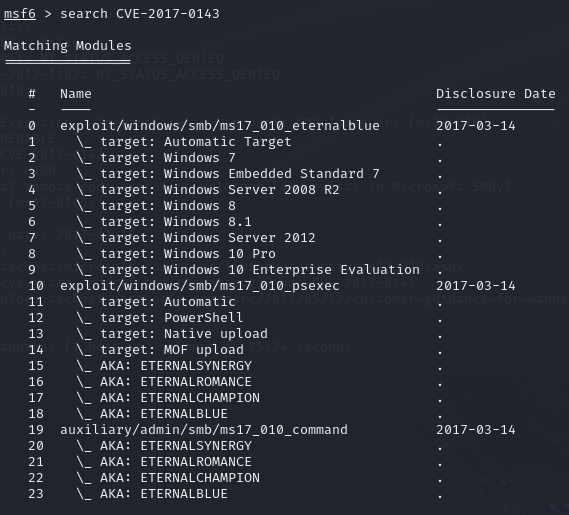 msf6 > search CVE-2017-0143
Matching Modules
================
# Name Disclosure Date
- ---- ---------------
0 exploit/windows/smb/ms17_010_eternalblue 2017-03-14
1 \_ target: Automatic Target .
2 \_ target: Windows 7 .
3 \_ target: Windows Embedded Standard 7 .
4 \_ target: Windows Server 2008 R2 .
5 \_ target: Windows 8 .
6 \_ target: Windows 8.1 .
7 \_ target: Windows Server 2012 .
8 \_ target: Windows 10 Pro .
9 \_ target: Windows 10 Enterprise Evaluation .
10 exploit/windows/smb/ms17_010_psexec 2017-03-14
11 \_ target: Automatic .
12 \_ target: PowerShell .
13 \_ target: Native upload .
14 \_ target: MOF upload .
15 \_ AKA: ETERNALSYNERGY .
16 \_ AKA: ETERNALROMANCE .
17 \_ AKA: ETERNALCHAMPION .
18 \_ AKA: ETERNALBLUE .
19 auxiliary/admin/smb/ms17_010_command 2017-03-14
20 \_ AKA: ETERNALSYNERGY .
21 \_ AKA: ETERNALROMANCE .
22 \_ AKA: ETERNALCHAMPION .
23 \_ AKA: ETERNALBLUE .